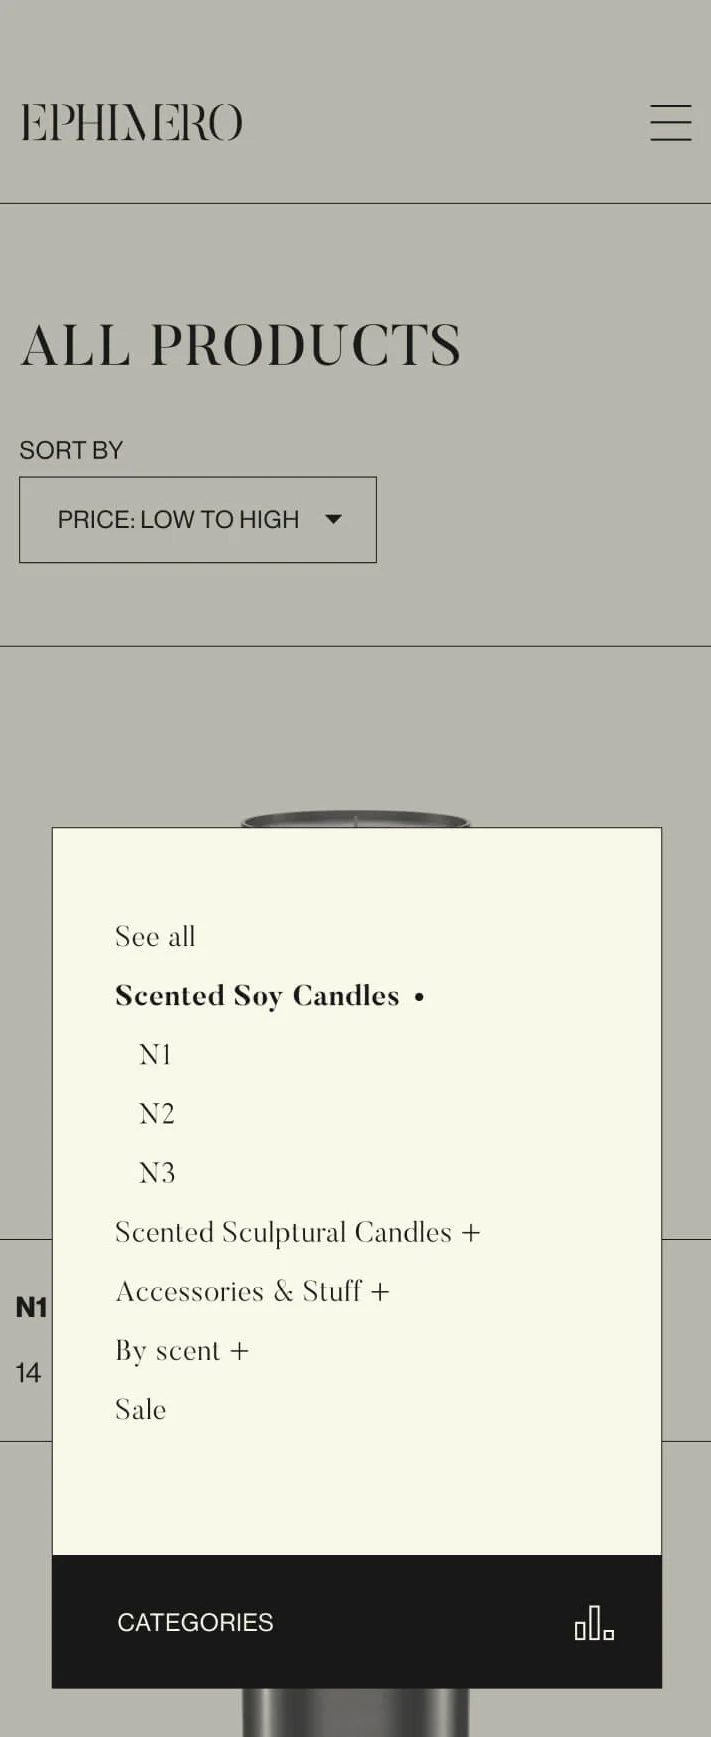 EPHIMERO
ALL PRODUCTS
SORT BY
PRICE: LOW TO HIGH
See all
Scented Soy Candles •
N1
N2
N3
Scented Sculptural Candles +
N1
Accessories & Stuff +
By scent +
14
Sale
CATEGORIES